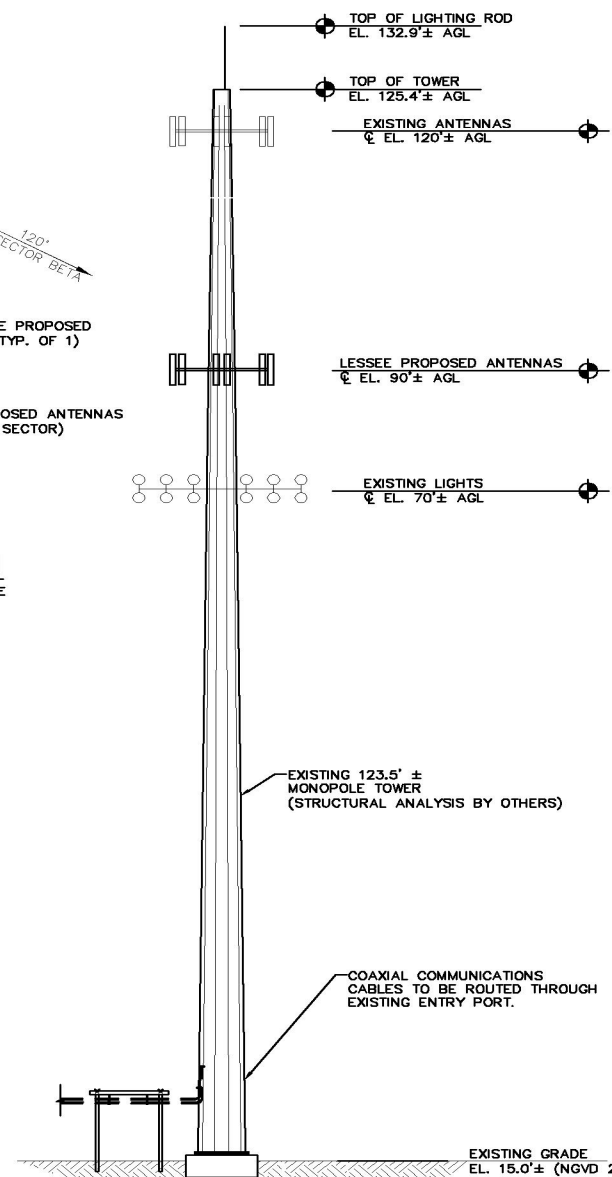 TOP OF LIGHTING ROD
EL. 132.9'± AGL
TOP OF TOWER
EL. 125.4'± AGL
EXISTING ANTENNAS
℄ EL. 120'± AGL
120°
SECTOR BETA
PROPOSED
TYP. OF 1)
LESSEE PROPOSED ANTENNAS
℄ EL. 90'± AGL
ANTENNAS
SECTOR)
EXISTING LIGHTS
℄ EL. 70'± AGL
EXISTING 123.5' ±
MONOPOLE TOWER
(STRUCTURAL ANALYSIS BY OTHERS)
COAXIAL COMMUNICATIONS
CABLES TO BE ROUTED THROUGH
EXISTING ENTRY PORT.
EXISTING GRADE
EL. 15.0'± (NGVD